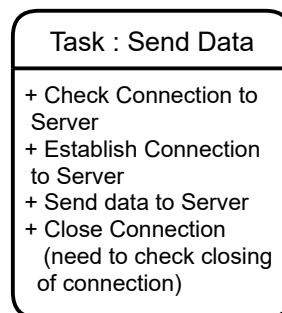 Task : Send Data
+ Check Connection to
Server
+ Establish Connection
to Server
+ Send data to Server
+ Close Connection
(need to check closing
of connection)